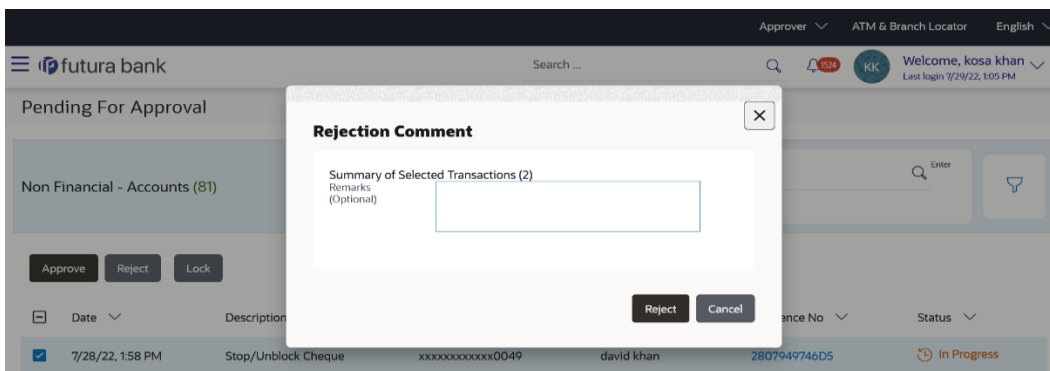 Approver ATM & Branch Locator English
futura bank Search ... 1524 KK Welcome, kosa khan
Last login 7/29/22, 1:05 PM
Pending For Approval
Rejection Comment
Summary of Selected Transactions (2)
Remarks
(Optional)
Non Financial - Accounts (81)
Enter
Approve Reject Lock
Reject Cancel
Date Description ence No Status
7/28/22, 1:58 PM Stop/Unblock Cheque xxxxxxxxxxxx0049 david khan 2807949746D5 In Progress